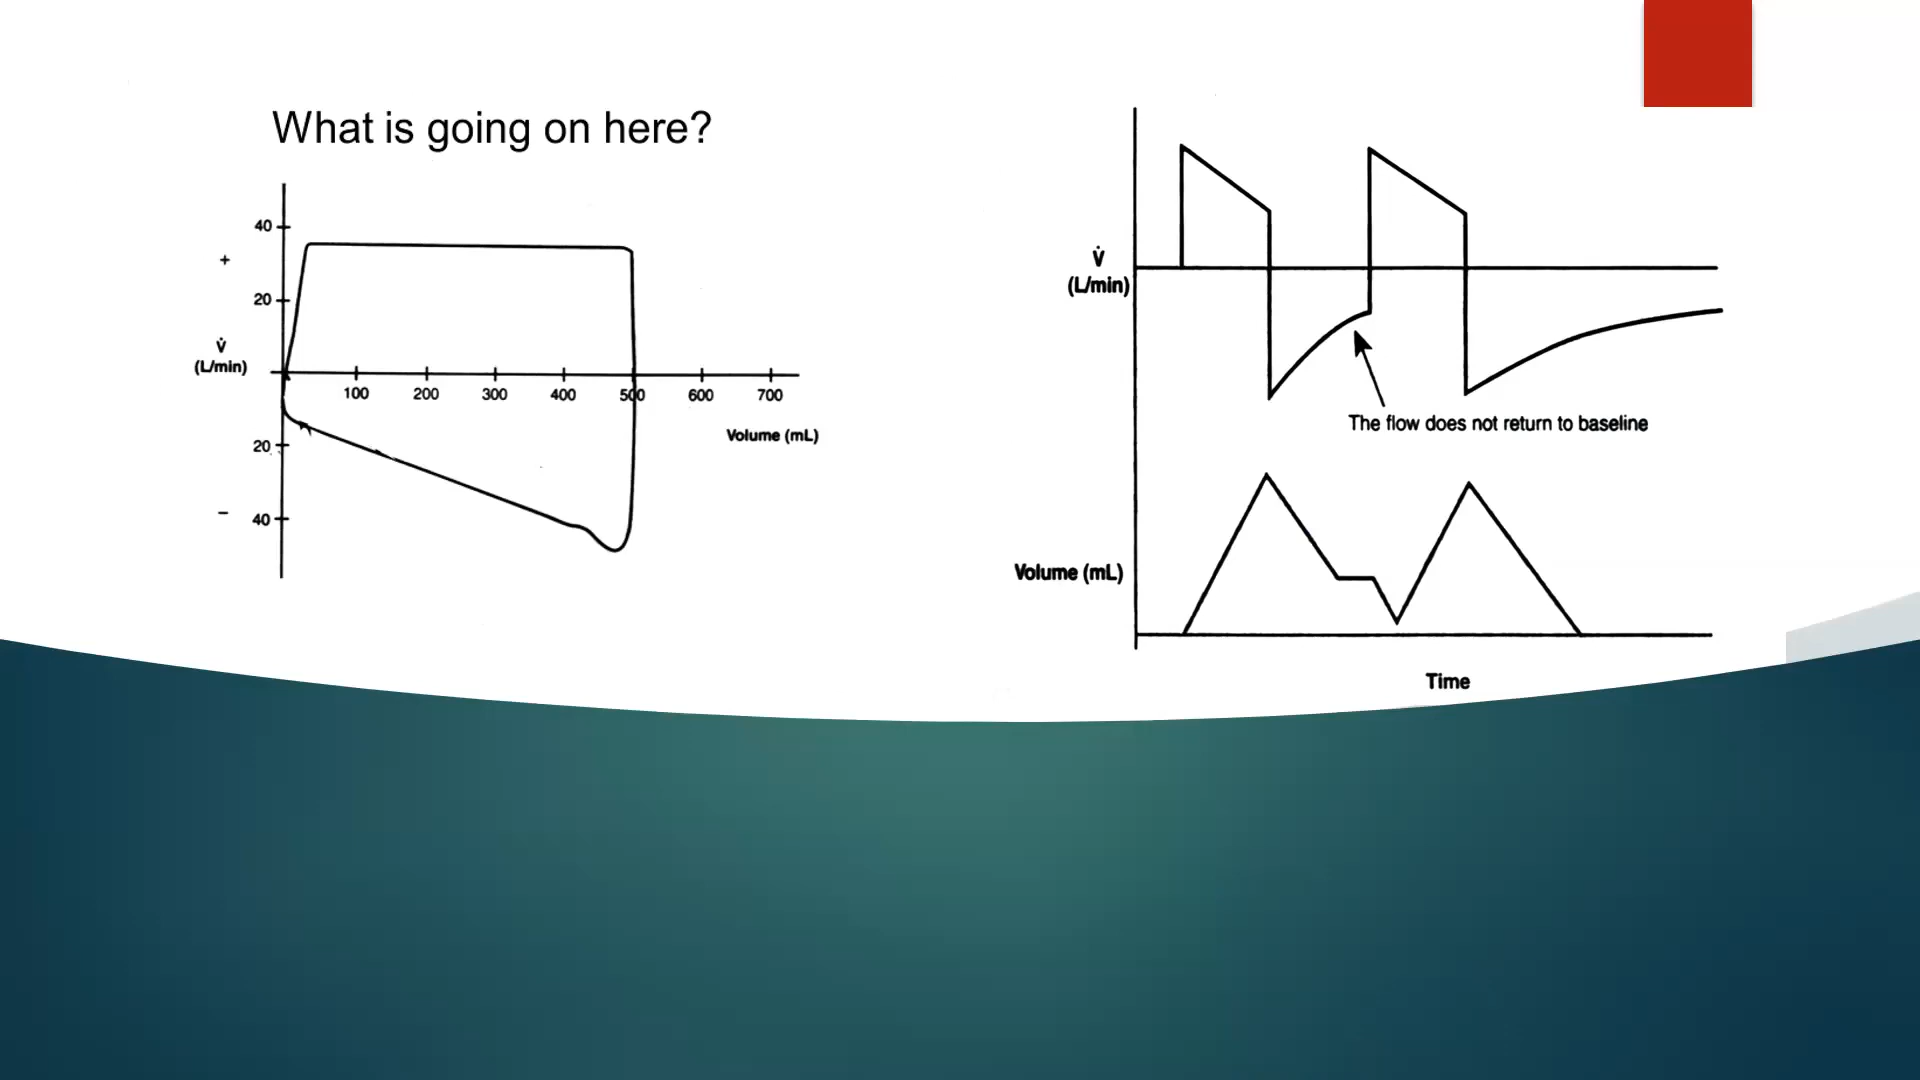 What is going on here?
40
+
20
V̇
(L/min)
100 200 300 400 500 600 700
Volume (mL)
20
–
40
V̇
(L/min)
The flow does not return to baseline
Volume (mL)
Time